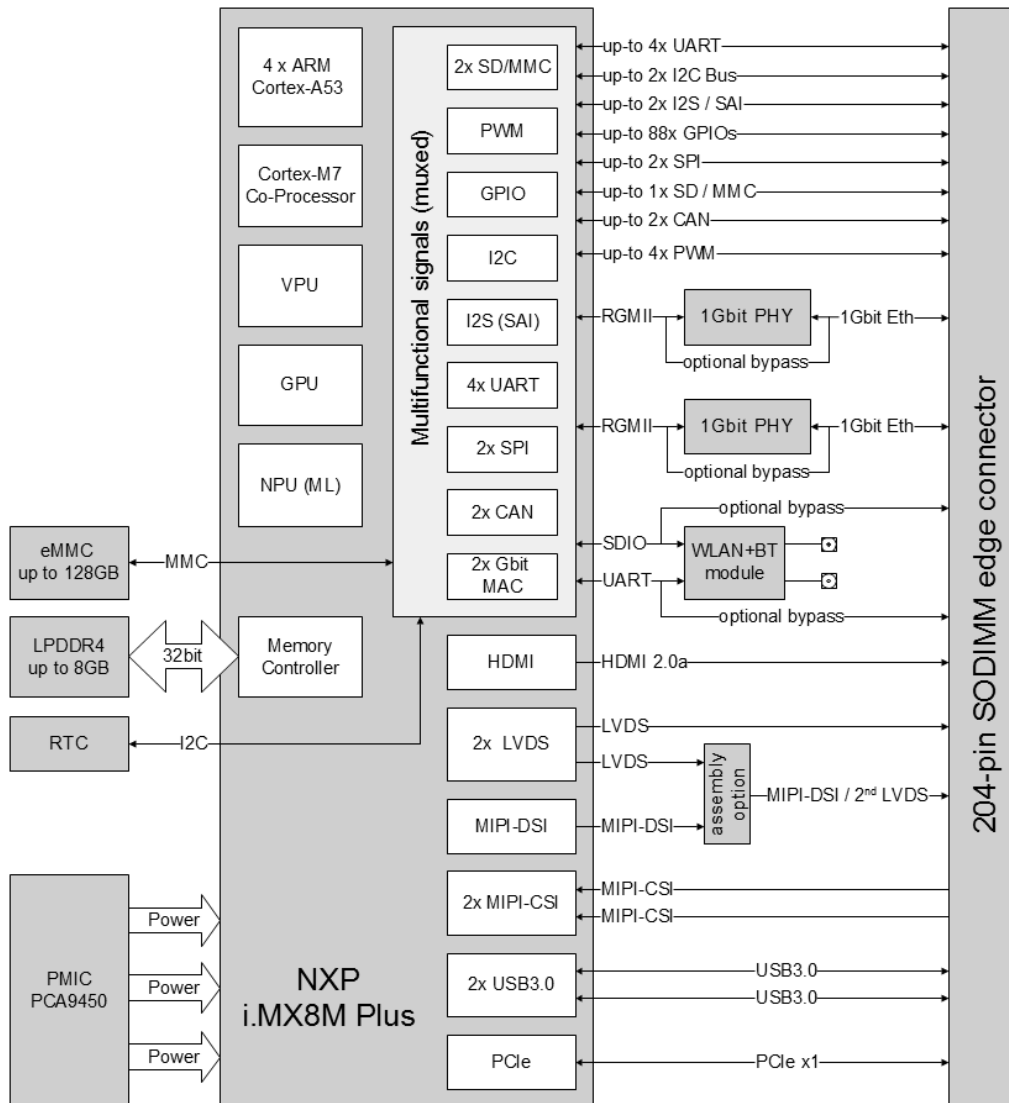 4 x ARM
Cortex-A53
Cortex-M7
Co-Processor
VPU
GPU
NPU (ML)
Multifunctional signals (muxed)
2x SD/MMC
PWM
GPIO
I2C
I2S (SAI)
4x UART
2x SPI
2x CAN
2x Gbit
MAC
up-to 4x UART
up-to 2x I2C Bus
up-to 2x I2S / SAI
up-to 88x GPIOs
up-to 2x SPI
up-to 1x SD / MMC
up-to 2x CAN
up-to 4x PWM
RGMII
1Gbit PHY
1Gbit Eth
optional bypass
RGMII
1Gbit PHY
1Gbit Eth
optional bypass
optional bypass
SDIO
WLAN+BT
module
UART
optional bypass
eMMC
up to 128GB
MMC
LPDDR4
up to 8GB
32bit
Memory
Controller
RTC
I2C
HDMI
HDMI 2.0a
2x LVDS
LVDS
LVDS
assembly
option
MIPI-DSI / 2nd LVDS
MIPI-DSI
MIPI-DSI
2x MIPI-CSI
MIPI-CSI
MIPI-CSI
PMIC
PCA9450
Power
Power
Power
NXP
i.MX8M Plus
2x USB3.0
USB3.0
USB3.0
PCIe
PCIe x1
204-pin SODIMM edge connector